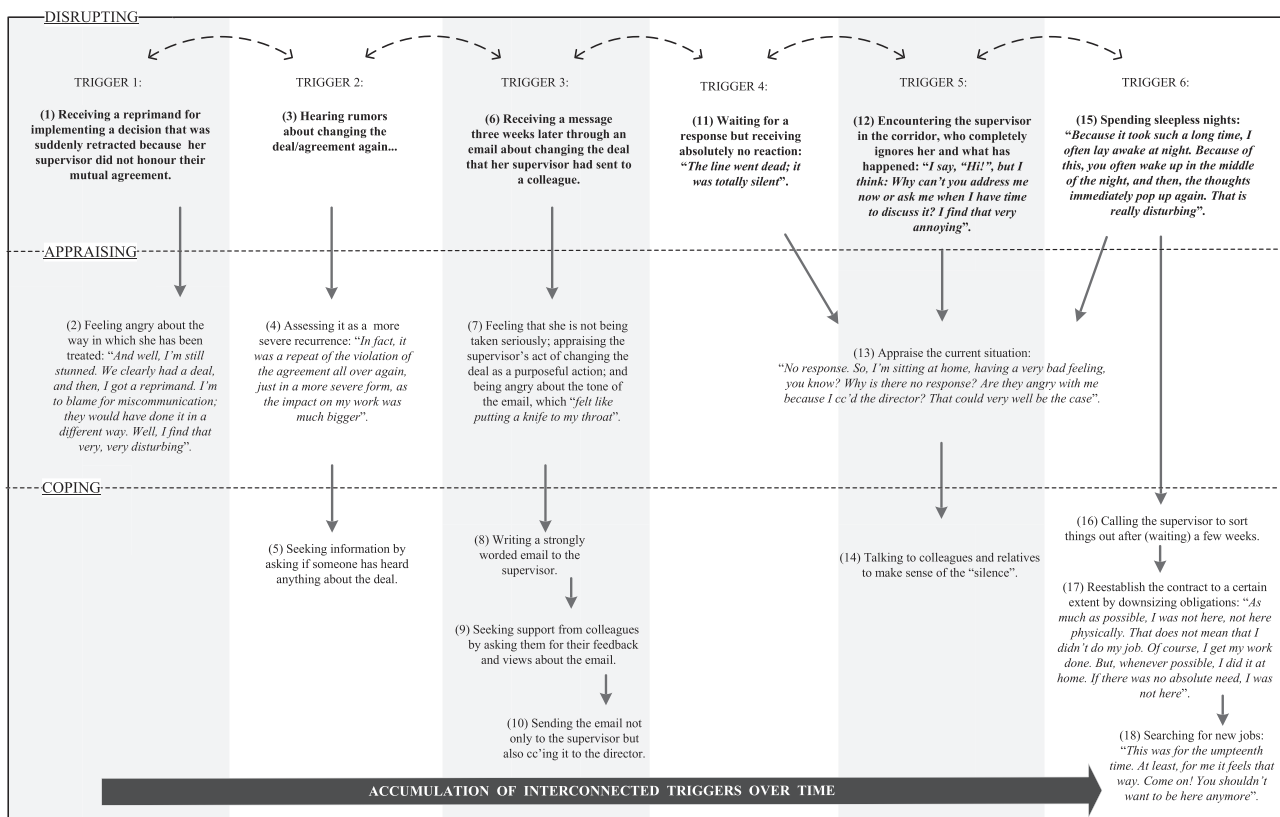 DISRUPTING
TRIGGER 1:
(1) Receiving a reprimand for
implementing a decision that was
suddenly retracted because her
supervisor did not honour their
mutual agreement.
TRIGGER 2:
(3) Hearing rumors
about changing the
deal/agreement again...
TRIGGER 3:
(6) Receiving a message
three weeks later through an
email about changing the deal
that her supervisor had sent to
a colleague.
TRIGGER 4:
(11) Waiting for a
response but receiving
absolutely no reaction:
“The line went dead; it
was totally silent”.
TRIGGER 5:
(12) Encountering the supervisor
in the corridor, who completely
ignores her and what has
happened: “I say, “Hi!”, but I
think: Why can’t you address me
now or ask me when I have time
to discuss it? I find that very
annoying”.
TRIGGER 6:
(15) Spending sleepless nights:
“Because it took such a long time, I
often lay awake at night. Because of
this, you often wake up in the middle
of the night, and then, the thoughts
immediately pop up again. That is
really disturbing”.
APPRAISING
(2) Feeling angry about the
way in which she has been
treated: “And well, I’m still
stunned. We clearly had a deal,
and then, I got a reprimand. I’m
to blame for miscommunication;
they would have done it in a
different way. Well, I find that
very, very disturbing”.
(4) Assessing it as a more
severe recurrence: “In fact, it
was a repeat of the violation of
the agreement all over again,
just in a more severe form, as
the impact on my work was
much bigger”.
(7) Feeling that she is not being
taken seriously; appraising the
supervisor’s act of changing the
deal as a purposeful action; and
being angry about the tone of
the email, which “felt like
putting a knife to my throat”.
(13) Appraise the current situation:
“No response. So, I’m sitting at home, having a very bad feeling,
you know? Why is there no response? Are they angry with me
because I cc’d the director? That could very well be the case”.
COPING
(5) Seeking information by
asking if someone has heard
anything about the deal.
(8) Writing a strongly
worded email to the
supervisor.
(9) Seeking support from colleagues
by asking them for their feedback
and views about the email.
(10) Sending the email not
only to the supervisor but
also cc’ing it to the director.
(14) Talking to colleagues and relatives
to make sense of the “silence”.
(16) Calling the supervisor to sort
things out after (waiting) a few weeks.
(17) Reestablish the contract to a certain
extent by downsizing obligations: “As
much as possible, I was not here, not here
physically. That does not mean that I
didn’t do my job. Of course, I get my work
done. But, whenever possible, I did it at
home. If there was no absolute need, I was
not here”.
(18) Searching for new jobs:
“This was for the umpteenth
time. At least, for me it feels that
way. Come on! You shouldn’t
want to be here anymore”.
ACCUMULATION OF INTERCONNECTED TRIGGERS OVER TIME